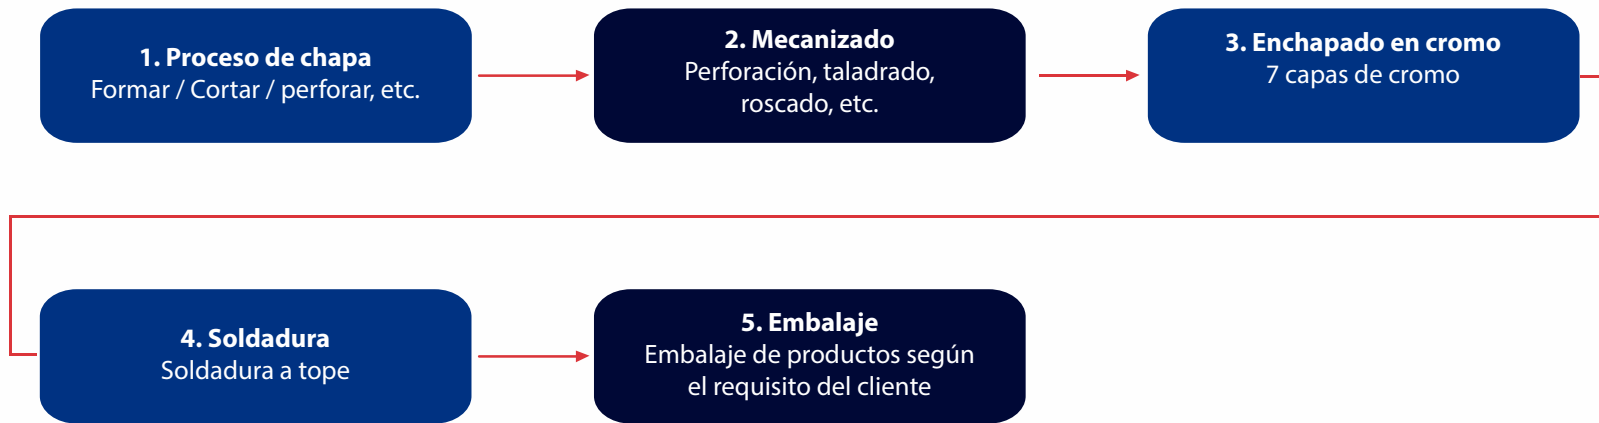 1. Proceso de chapa
Formar / Cortar / perforar, etc.
2. Mecanizado
Perforación, taladrado,
roscado, etc.
3. Enchapado en cromo
7 capas de cromo
4. Soldadura
Soldadura a tope
5. Embalaje
Embalaje de productos según
el requisito del cliente